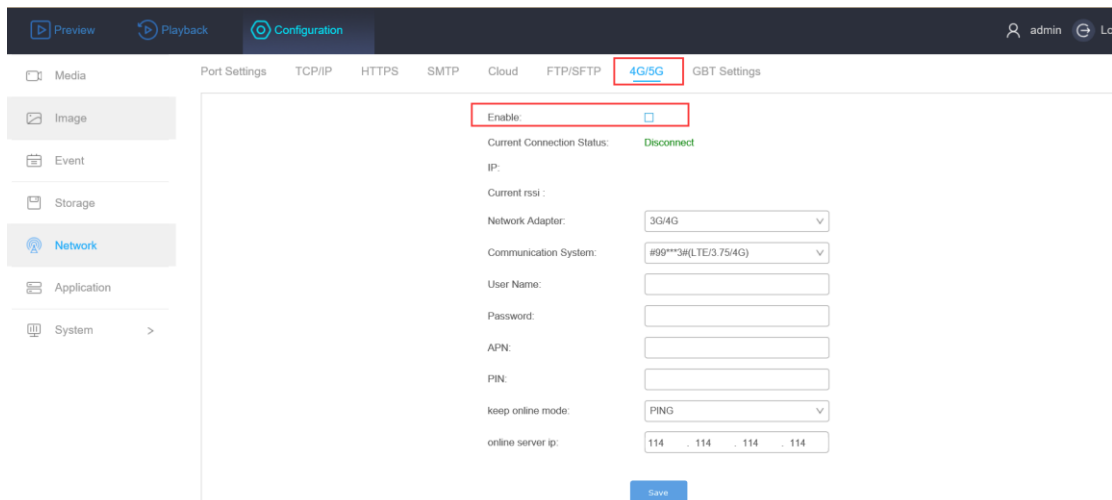 Preview Playback Configuration admin Lo
Media
Image
Event
Storage
Network
Application
System >
Port Settings TCP/IP HTTPS SMTP Cloud FTP/SFTP 4G/5G GBT Settings
Enable:
Current Connection Status: Disconnect
IP:
Current rssi :
Network Adapter: 3G/4G
Communication System: #99***3#(LTE/3.75/4G)
User Name:
Password:
APN:
PIN:
keep online mode: PING
online server ip: 114 . 114 . 114 . 114
Save